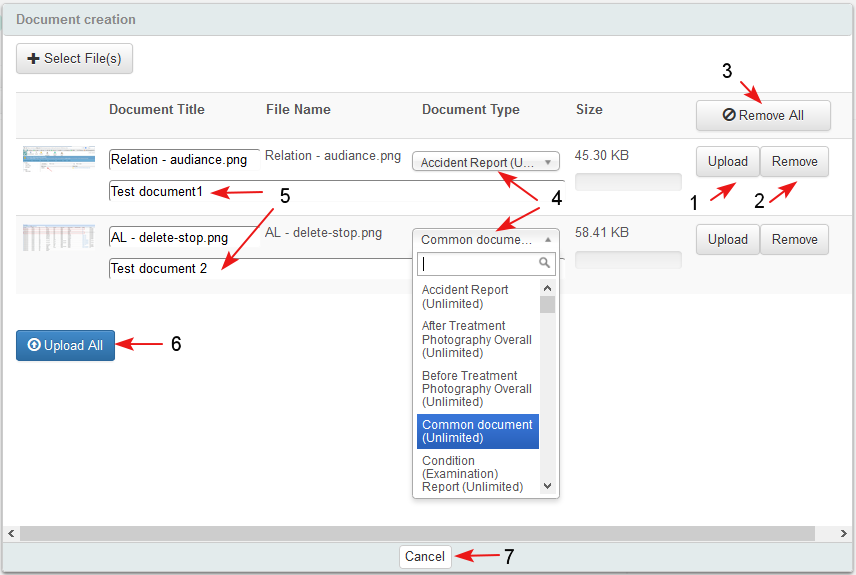 Document creation
Select File(s)
3
Document Title File Name Document Type Size Remove All
Relation - audiance.png Relation - audiance.png Accident Report (U... 45.30 KB Upload Remove
Test document1 5 4 1 2
AL - delete-stop.png AL - delete-stop.png Common docume... 58.41 KB Upload Remove
Test document 2
Accident Report
(Unlimited)
After Treatment
Photography Overall
(Unlimited)
Upload All 6
Before Treatment
Photography Overall
(Unlimited)
Common document
(Unlimited)
Condition
(Examination)
Report (Unlimited)
Cancel 7